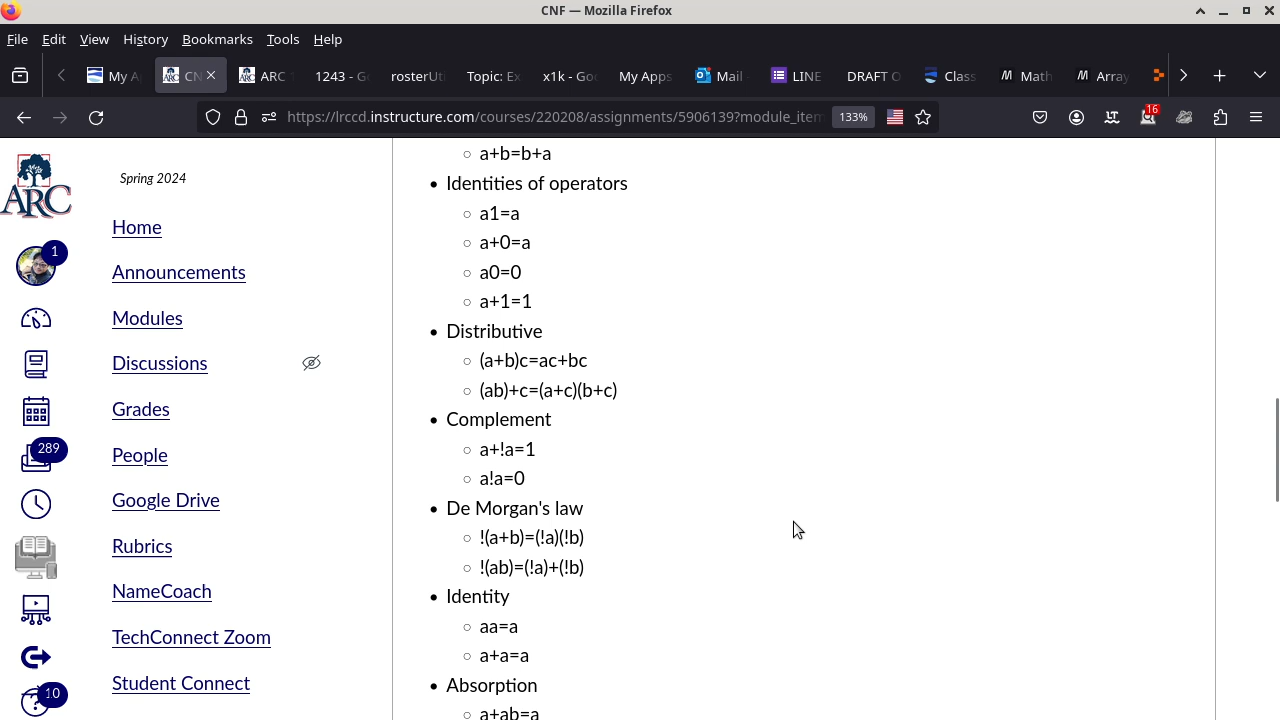 CNF — Mozilla Firefox
File Edit View History Bookmarks Tools Help
My A CN ARC 1243 - Go rosterUti Topic: Ex x1k - Goo My Apps Mail LINE DRAFT O Class Math Array
https://lrccd.instructure.com/courses/220208/assignments/5906139?module_item 133% 16
ARC
Spring 2024
1
289
10
Home
Announcements
Modules
Discussions
Grades
People
Google Drive
Rubrics
NameCoach
TechConnect Zoom
Student Connect
a+b=b+a
Identities of operators
a1=a
a+0=a
a0=0
a+1=1
Distributive
(a+b)c=ac+bc
(ab)+c=(a+c)(b+c)
Complement
a+!a=1
a!a=0
De Morgan's law
!(a+b)=(!a)(!b)
!(ab)=(!a)+(!b)
Identity
aa=a
a+a=a
Absorption
a+ab=a